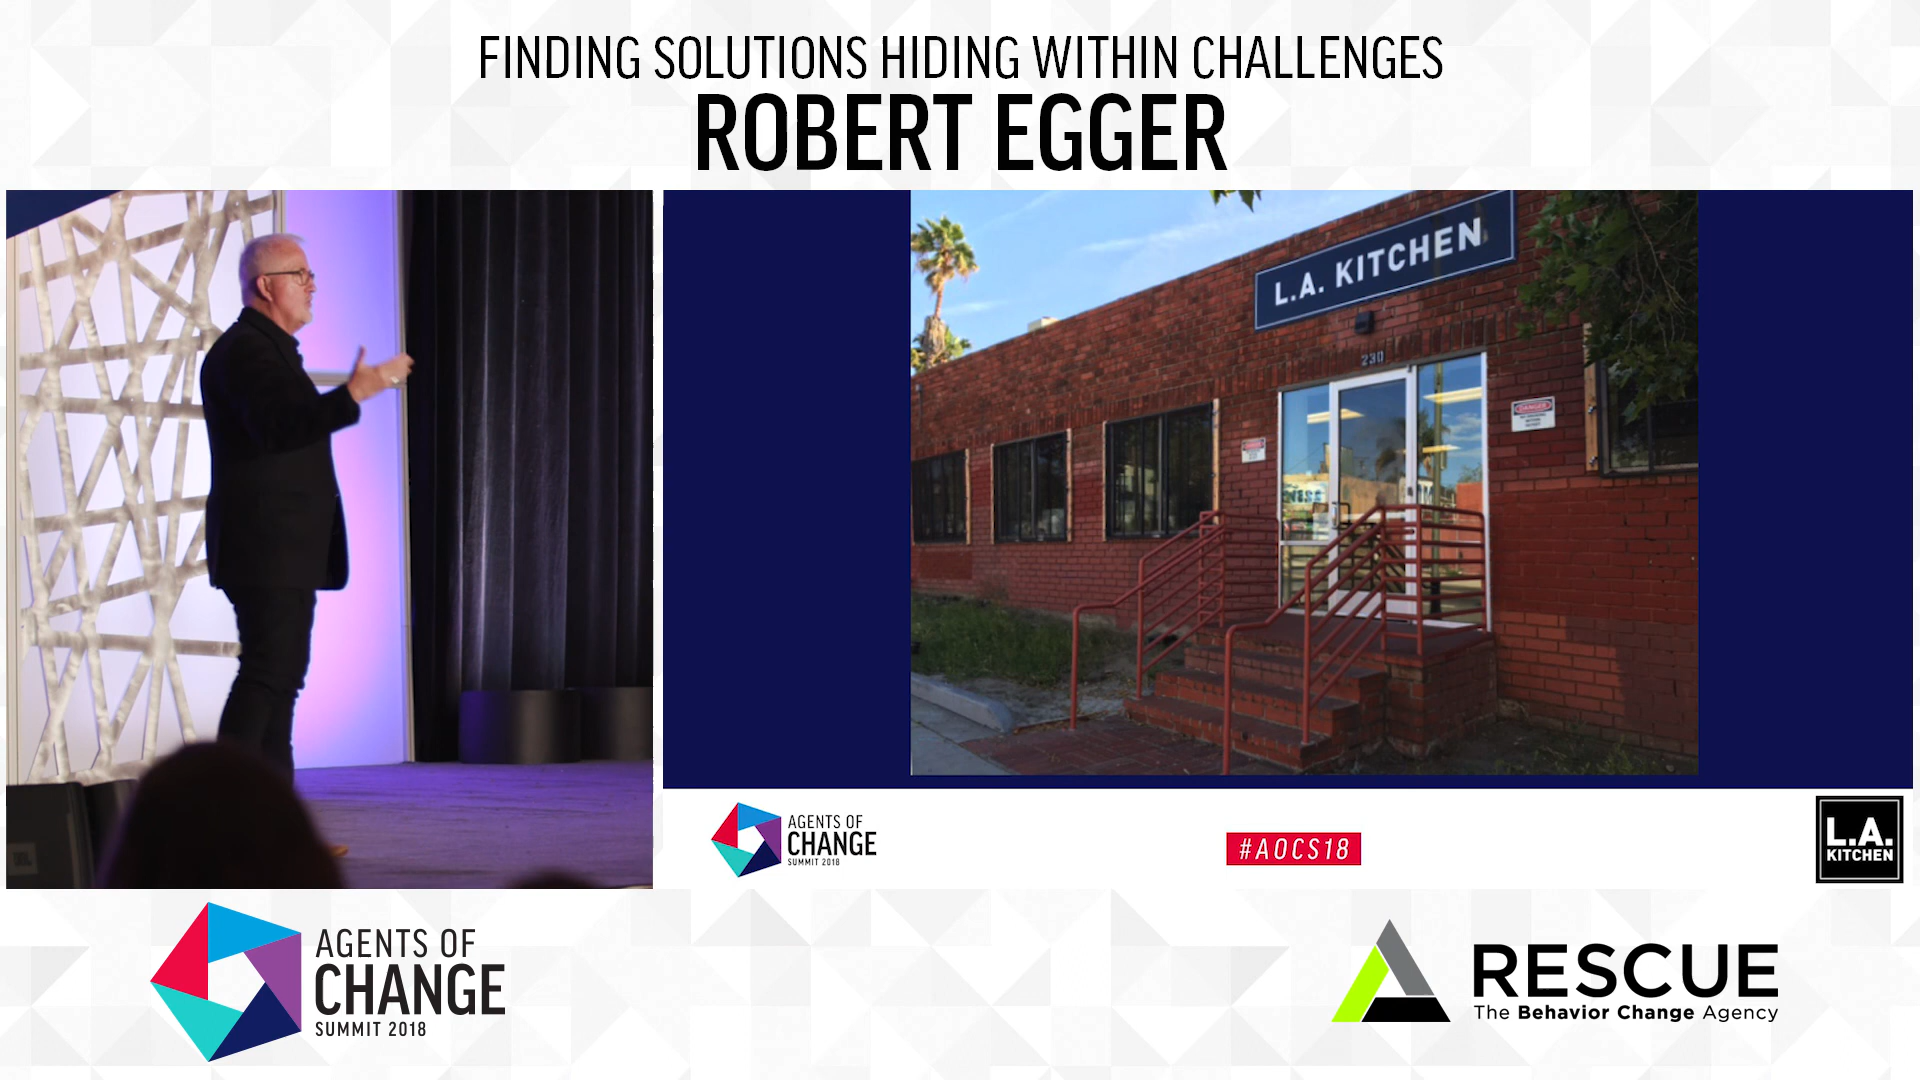 FINDING SOLUTIONS HIDING WITHIN CHALLENGES
ROBERT EGGER
L.A. KITCHEN
230
DANGER
AGENTS OF
CHANGE
SUMMIT 2018
#AOCS18
L.A.
KITCHEN
AGENTS OF
CHANGE
SUMMIT 2018
RESCUE
The Behavior Change Agency